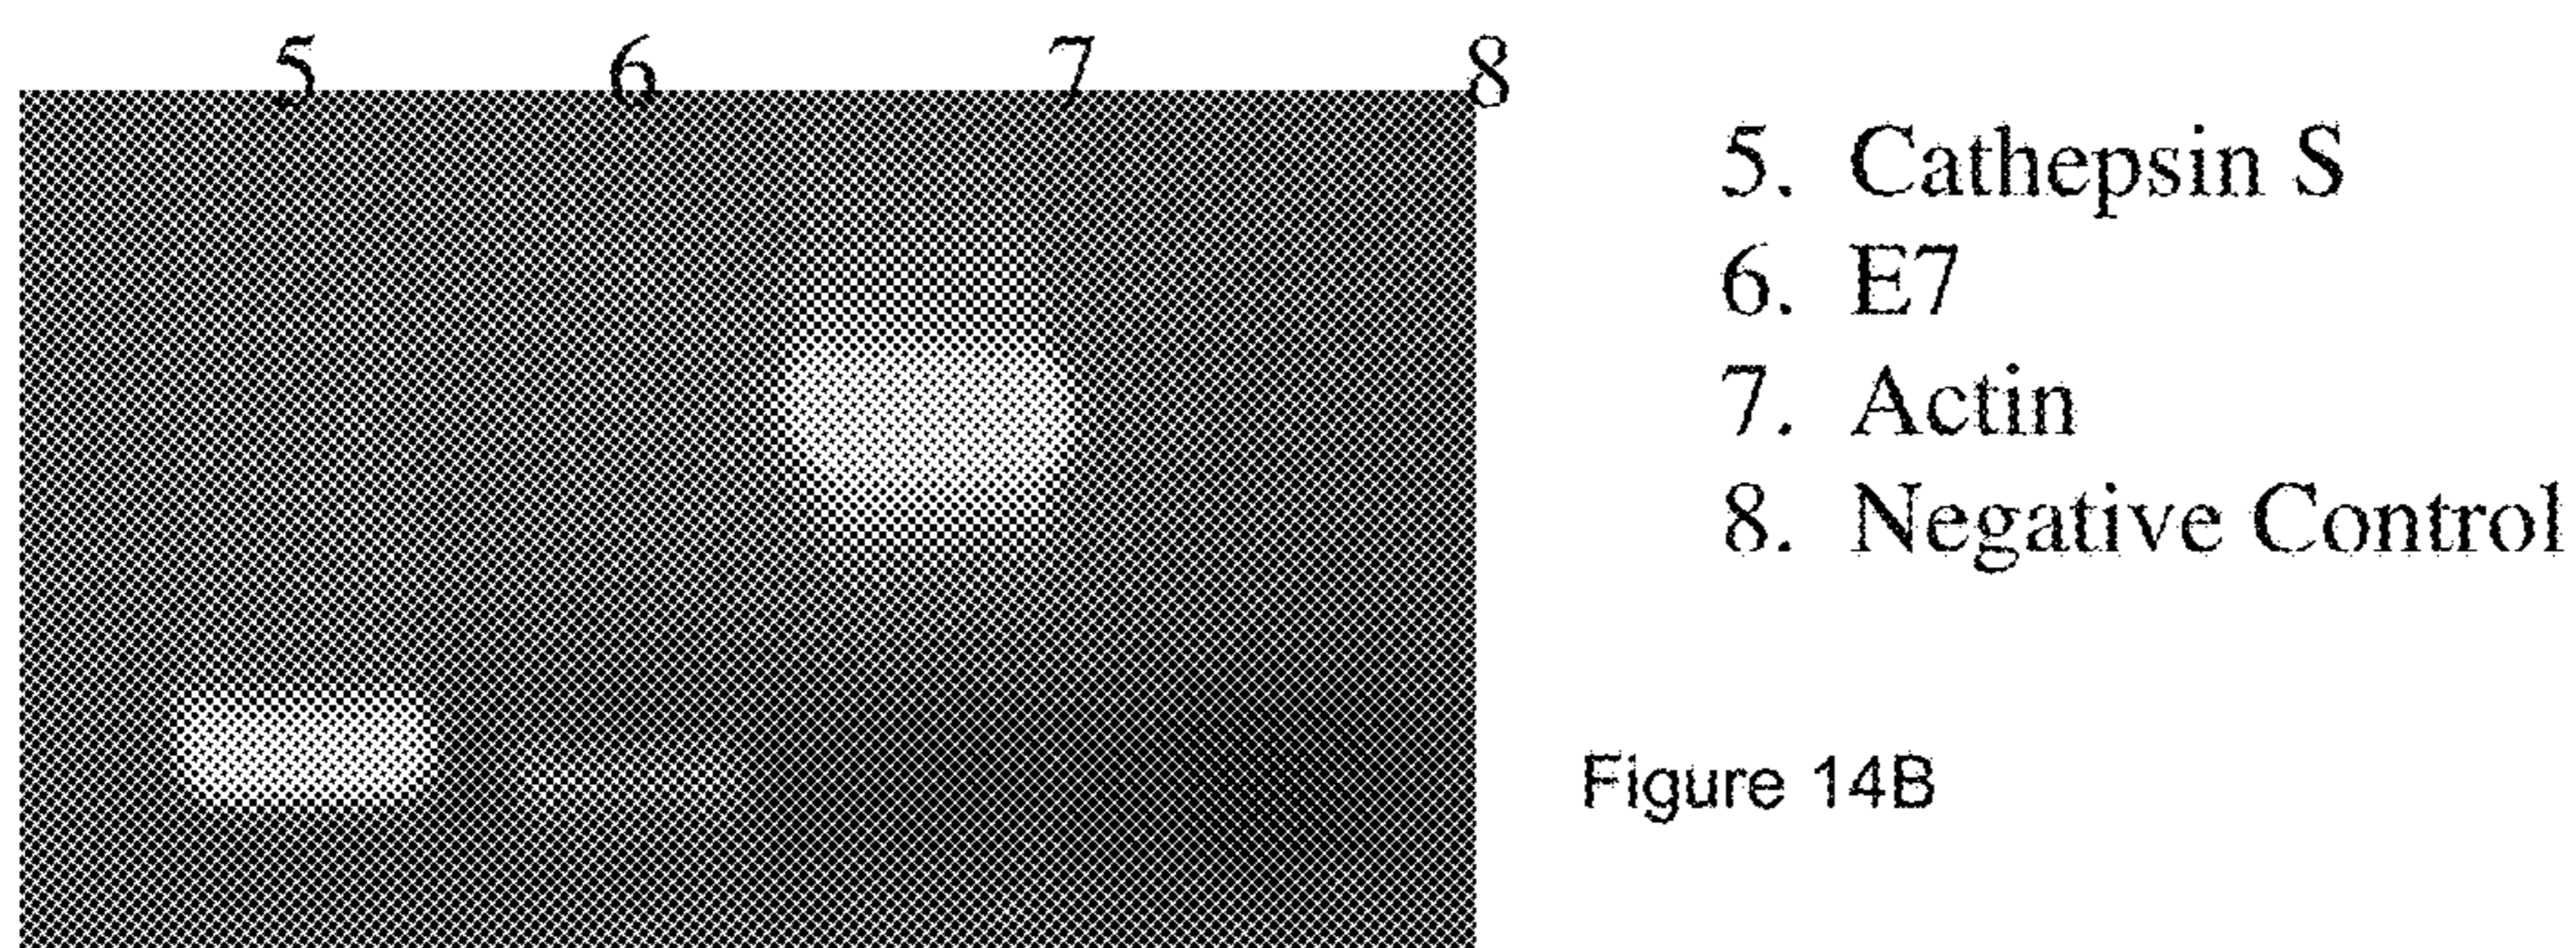 5 6 7 8
5. Cathepsin S
6. E7
7. Actin
8. Negative Control
Figure 14B